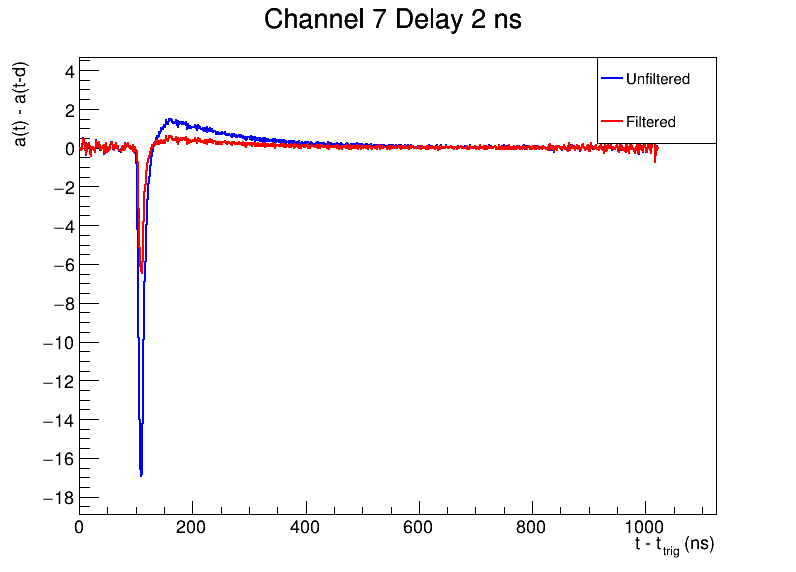 Channel 7 Delay 2 ns
a(t) - a(t-d)
4
2
0
−2
−4
−6
−8
−10
−12
−14
−16
−18
Unfiltered
Filtered
0 200 400 600 800 1000
t - t_trig (ns)